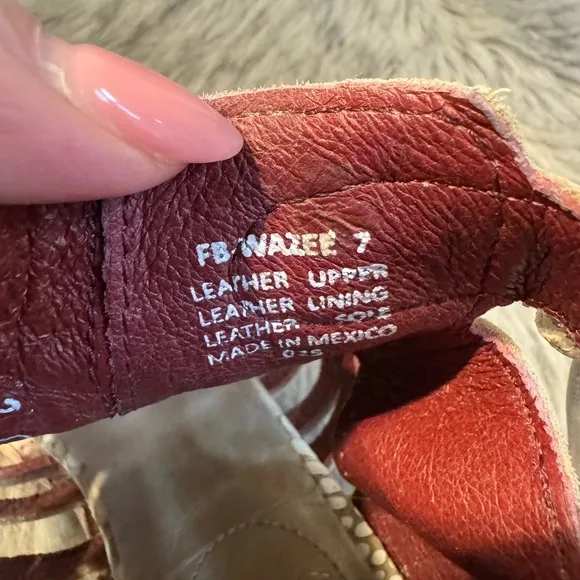 FB-WAZEE 7
LEATHER UPPER
LEATHER LINING
LEATHER SOLE
MADE IN MEXICO